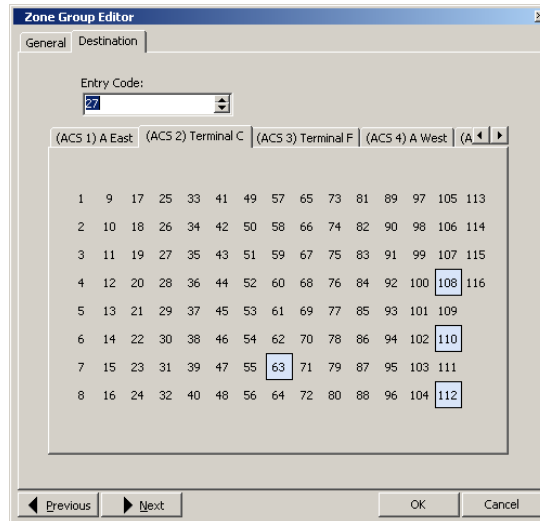 Zone Group Editor
General Destination
Entry Code:
27
(ACS 1) A East (ACS 2) Terminal C (ACS 3) Terminal F (ACS 4) A West (A
1 9 17 25 33 41 49 57 65 73 81 89 97 105 113
2 10 18 26 34 42 50 58 66 74 82 90 98 106 114
3 11 19 27 35 43 51 59 67 75 83 91 99 107 115
4 12 20 28 36 44 52 60 68 76 84 92 100 108 116
5 13 21 29 37 45 53 61 69 77 85 93 101 109
6 14 22 30 38 46 54 62 70 78 86 94 102 110
7 15 23 31 39 47 55 63 71 79 87 95 103 111
8 16 24 32 40 48 56 64 72 80 88 96 104 112
Previous Next OK Cancel